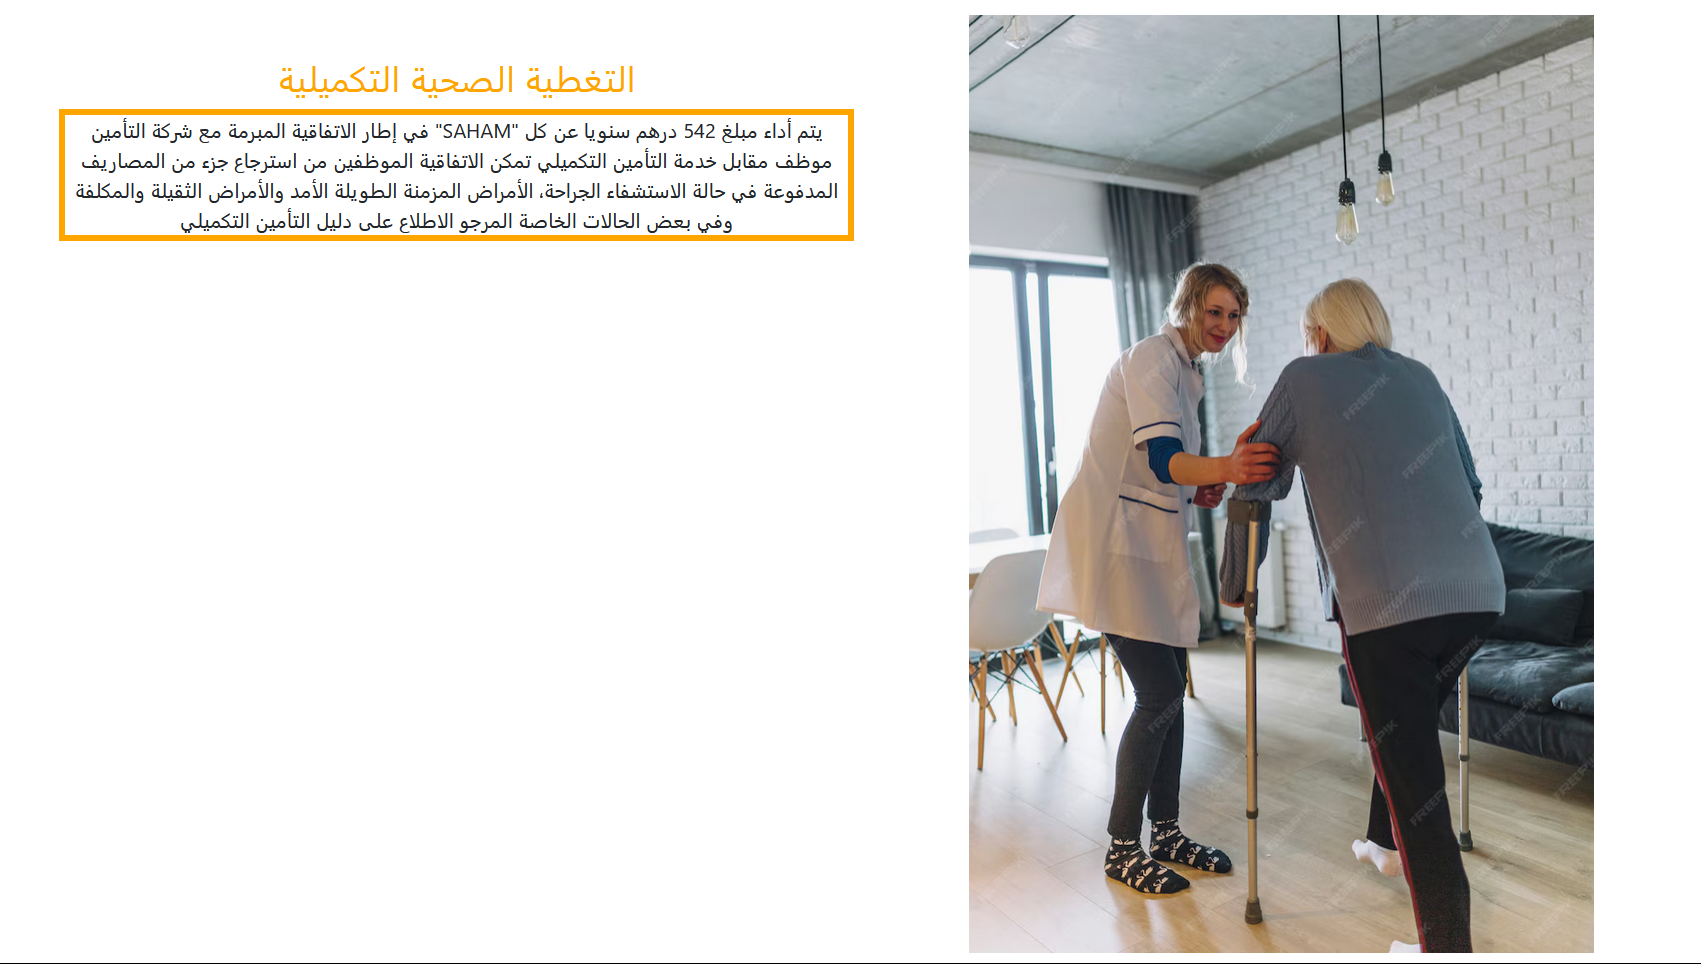 التغطية الصحية التكميلية
يتم أداء مبلغ 542 درهم سنويا عن كل "SAHAM" في إطار الاتفاقية المبرمة مع شركة التأمين
موظف مقابل خدمة التأمين التكميلي تمكن الاتفاقية الموظفين من استرجاع جزء من المصاريف
المدفوعة في حالة الاستشفاء الجراحة، الأمراض المزمنة الطويلة الأمد والأمراض الثقيلة والمكلفة
وفي بعض الحالات الخاصة المرجو الاطلاع على دليل التأمين التكميلي
FREEPIK